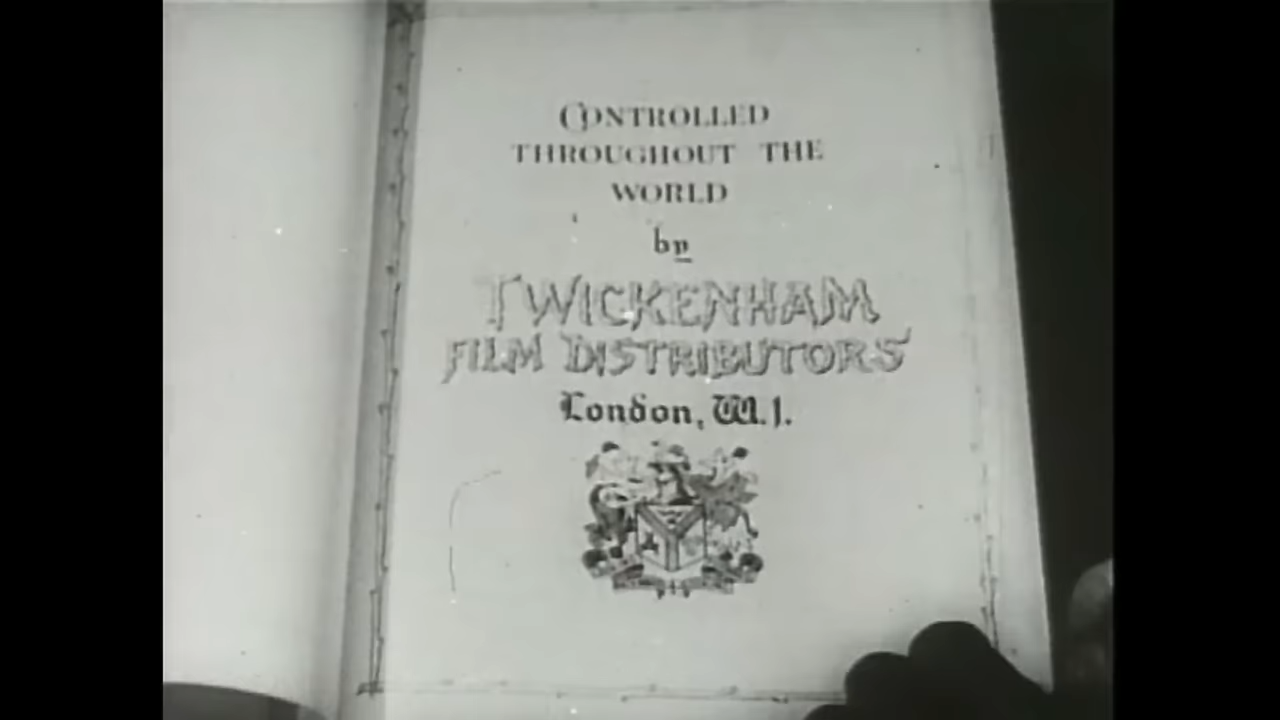 CONTROLLED
THROUGHOUT THE
WORLD
by
TWICKENHAM
FILM DISTRIBUTORS
London, W.1.